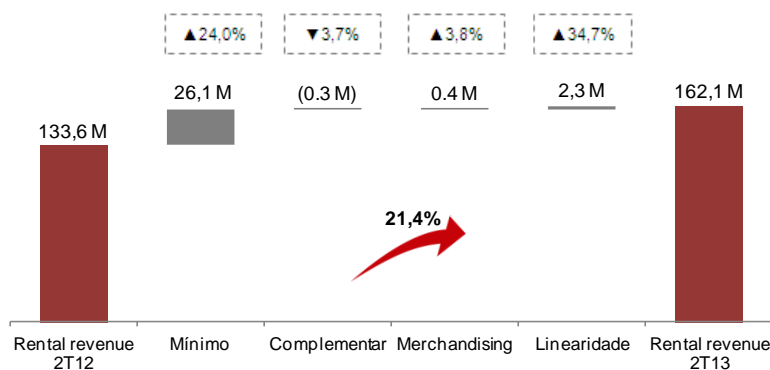 ▲24,0% ▼3,7% ▲3,8% ▲34,7%
26,1 M (0.3 M) 0.4 M 2,3 M 162,1 M
133,6 M
21,4%
Rental revenue 2T12 Mínimo Complementar Merchandising Linearidade Rental revenue 2T13